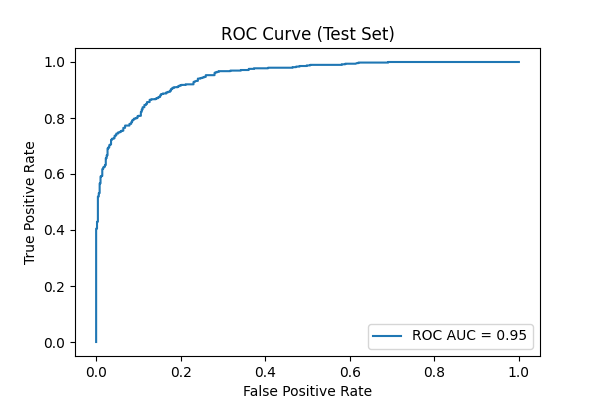 ROC Curve (Test Set)
1.0
0.8
0.6
0.4
0.2
0.0
True Positive Rate
ROC AUC = 0.95
0.0 0.2 0.4 0.6 0.8 1.0
False Positive Rate